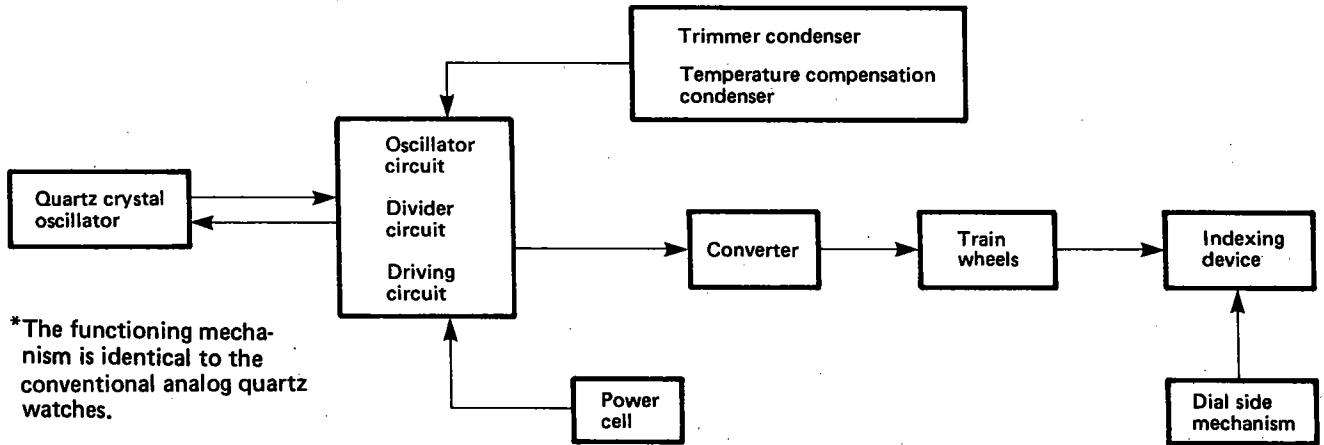 Trimmer condenser
Temperature compensation
condenser
Oscillator
circuit
Divider
circuit
Driving
circuit
Quartz crystal
oscillator
Converter
Train
wheels
Indexing
device
*The functioning mecha-
nism is identical to the
conventional analog quartz
watches.
Power
cell
Dial side
mechanism